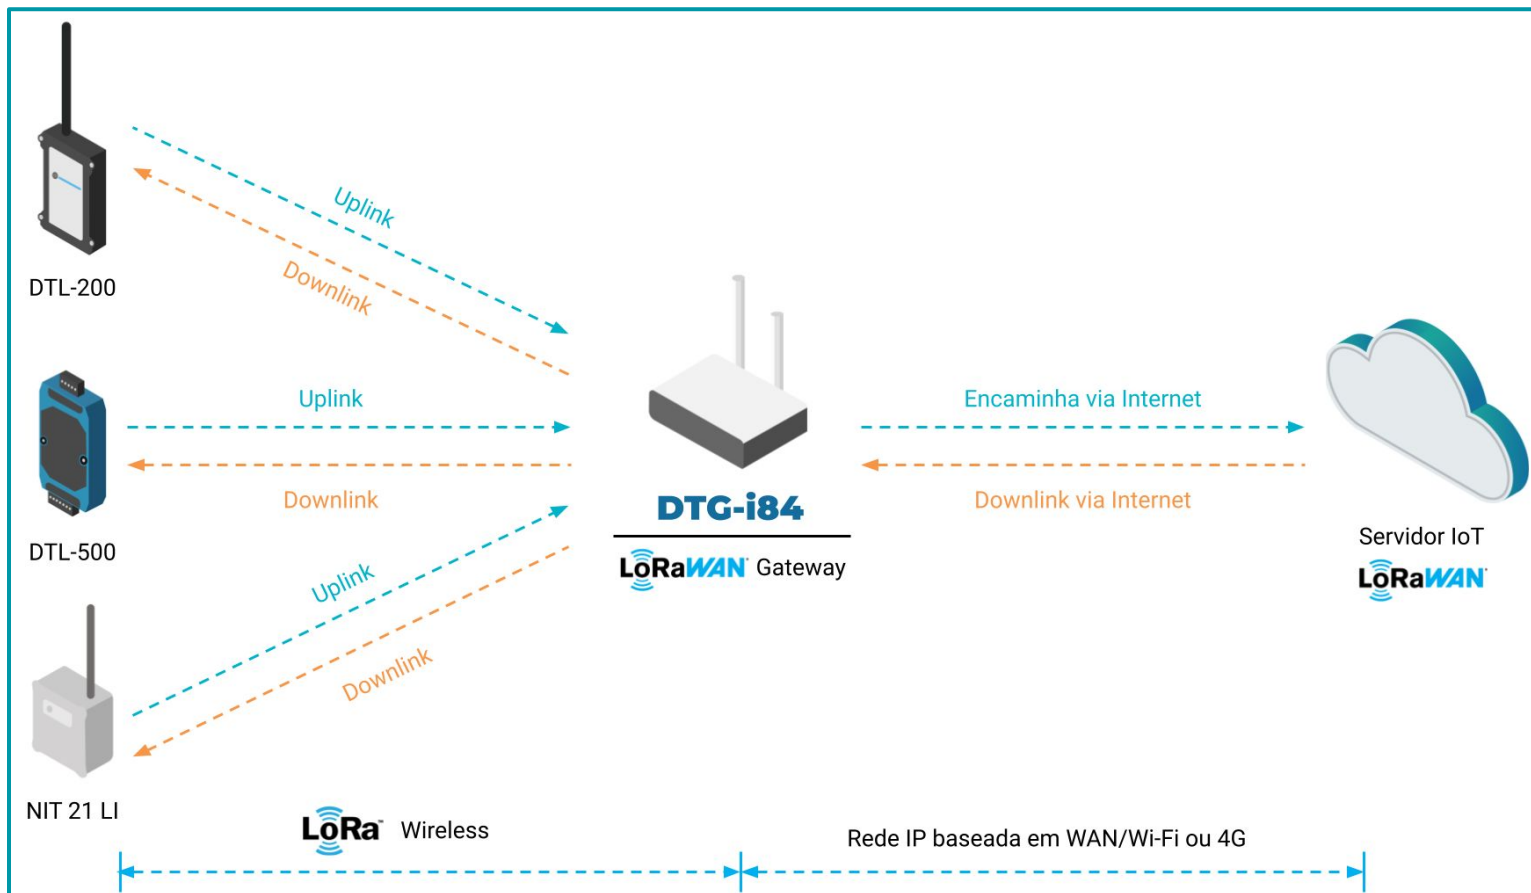 Uplink
Downlink
DTL-200
Uplink
Downlink
DTL-500
Uplink
Downlink
NIT 21 LI
DTG-i84
LoRaWAN Gateway
Encaminha via Internet
Downlink via Internet
Servidor IoT
LoRaWAN
LoRa™ Wireless
Rede IP baseada em WAN/Wi-Fi ou 4G